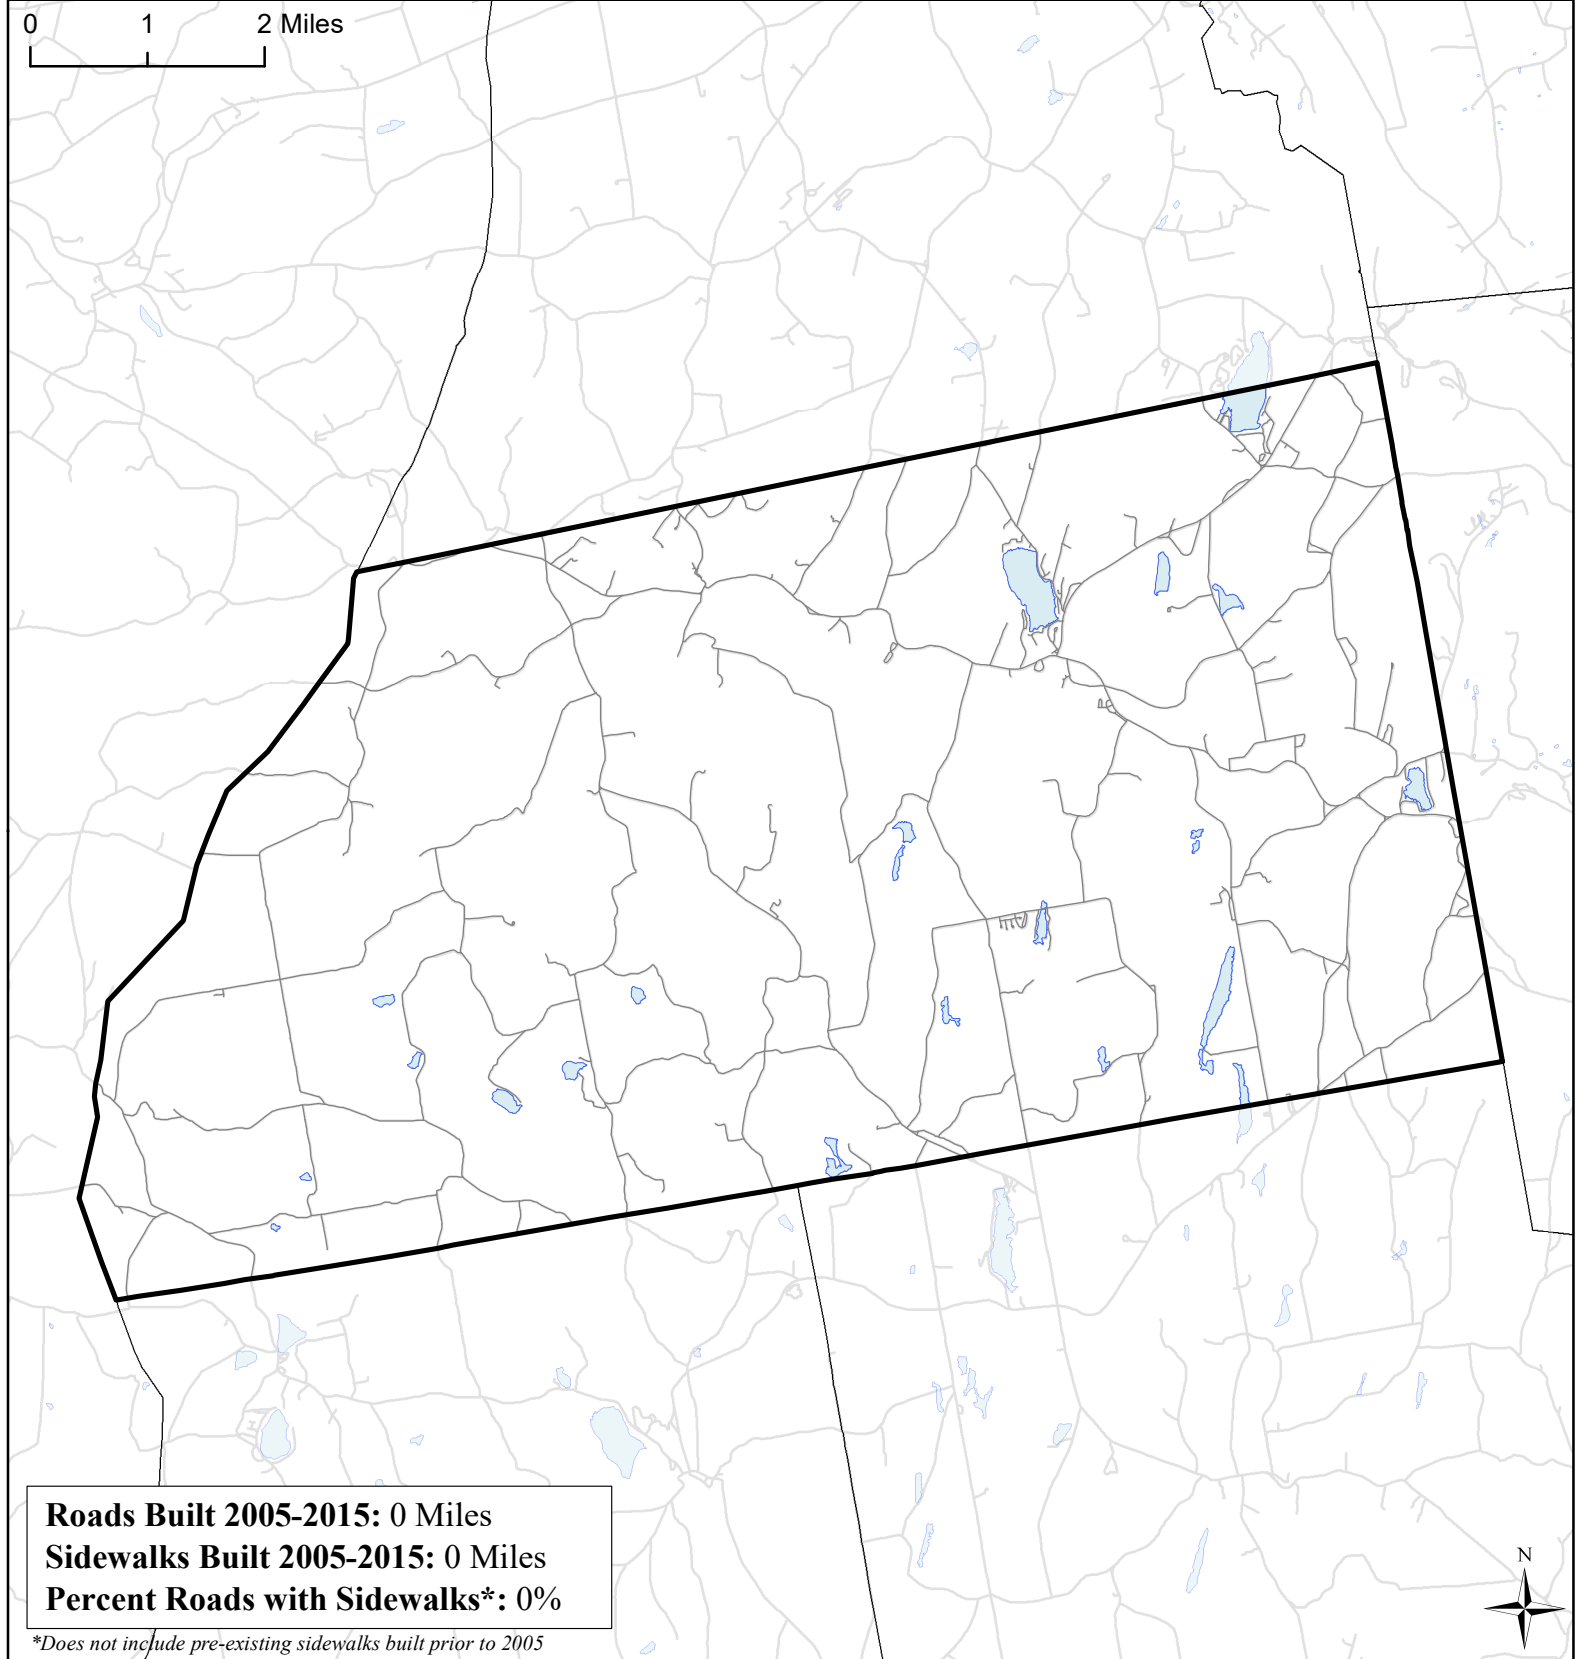 0 1 2 Miles
Roads Built 2005-2015: 0 Miles
Sidewalks Built 2005-2015: 0 Miles
Percent Roads with Sidewalks*: 0%
*Does not include pre-existing sidewalks built prior to 2005
N